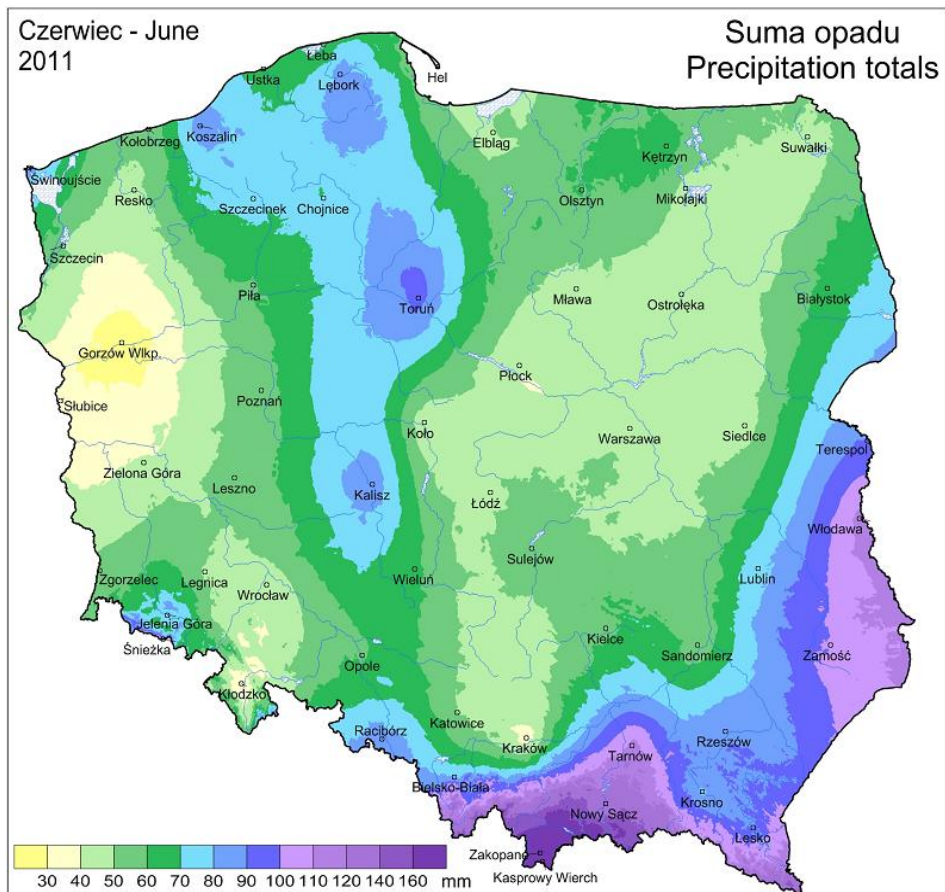 Czerwiec - June
2011
Suma opadu
Precipitation totals
Łeba
Ustka
Hel
Lębork
Koszalin
Kołobrzeg
Elbląg
Kętrzyn
Suwałki
Świnoujście
Resko
Szczecinek
Chojnice
Olsztyn
Mikołajki
Szczecin
Piła
Toruń
Mława
Ostrołęka
Białystok
Gorzów Wlkp.
Płock
Słubice
Poznań
Koło
Warszawa
Siedlce
Terespol
Zielona Góra
Leszno
Kalisz
Łódź
Włodawa
Sulejów
Zgorzelec
Legnica
Wrocław
Wieluń
Lublin
Jelenia Góra
Śnieżka
Opole
Kielce
Sandomierz
Zamość
Kłodzko
Racibórz
Katowice
Kraków
Tarnów
Rzeszów
Bielsko-Biała
Nowy Sącz
Krosno
Lesko
Zakopane
Kasprowy Wierch
30 40 50 60 70 80 90 100 110 120 140 160 mm